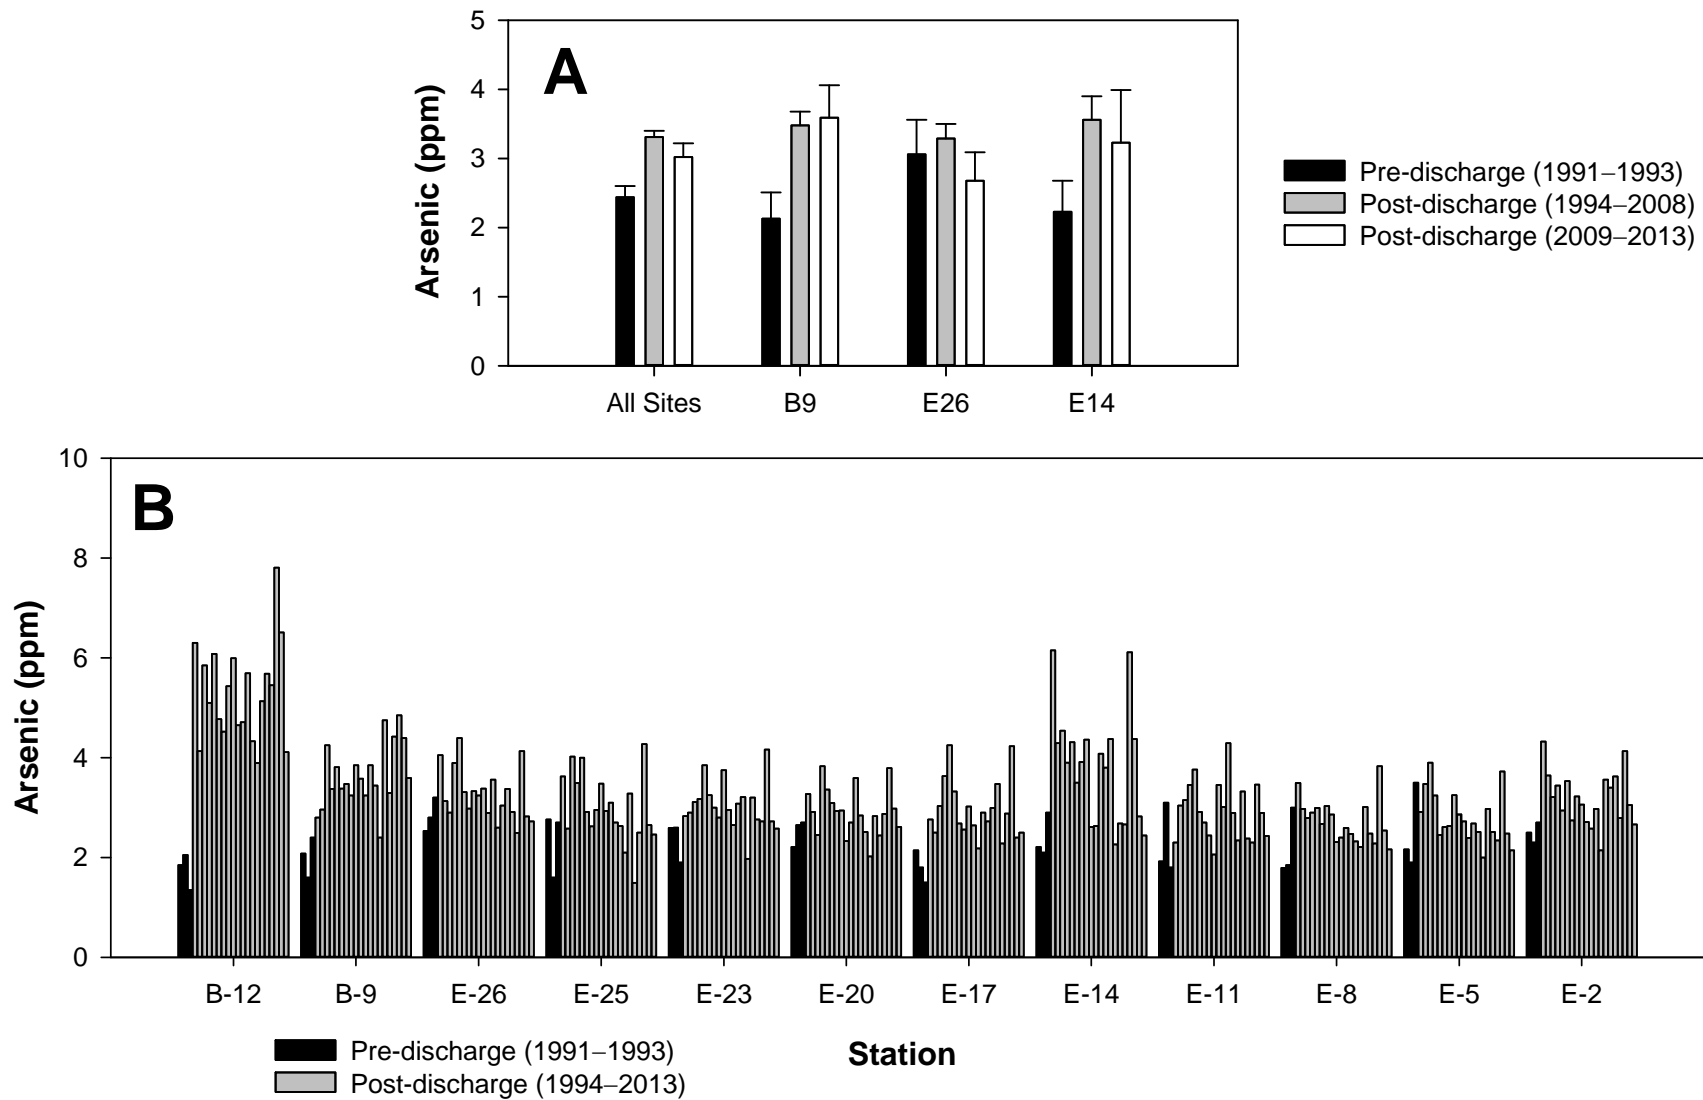 A
Arsenic (ppm)
5
4
3
2
1
0
All Sites B9 E26 E14
Pre-discharge (1991–1993)
Post-discharge (1994–2008)
Post-discharge (2009–2013)
B
Arsenic (ppm)
10
8
6
4
2
0
B-12 B-9 E-26 E-25 E-23 E-20 E-17 E-14 E-11 E-8 E-5 E-2
Station
Pre-discharge (1991–1993)
Post-discharge (1994–2013)